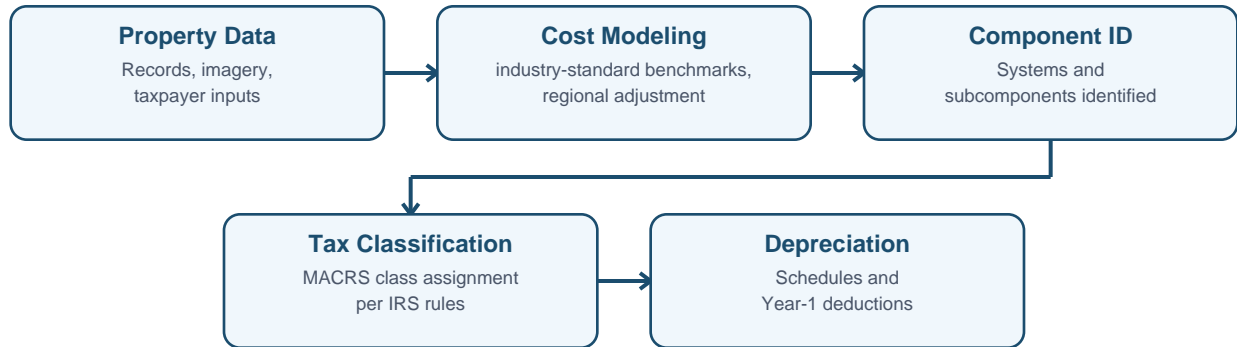 Property Data
Records, imagery,
taxpayer inputs
Cost Modeling
industry-standard benchmarks,
regional adjustment
Component ID
Systems and
subcomponents identified
Tax Classification
MACRS class assignment
per IRS rules
Depreciation
Schedules and
Year-1 deductions